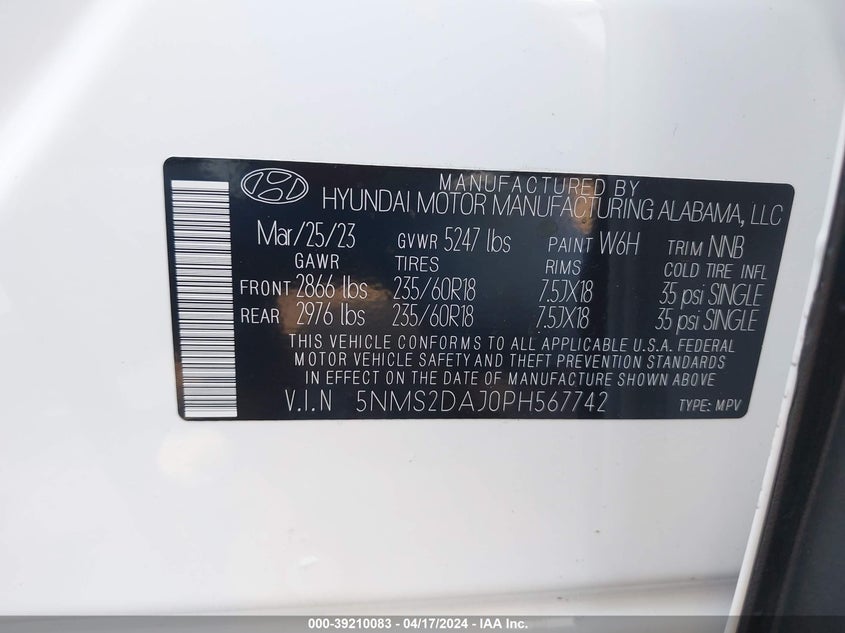 MANUFACTURED BY
HYUNDAI MOTOR MANUFACTURING ALABAMA, LLC
Mar/25/23 GVWR 5247 lbs PAINT W6H TRIM NNB
GAWR TIRES RIMS COLD TIRE INFL
FRONT 2866 lbs 235/60R18 7.5JX18 35 psi SINGLE
REAR 2976 lbs 235/60R18 7.5JX18 35 psi SINGLE
THIS VEHICLE CONFORMS TO ALL APPLICABLE U.S.A. FEDERAL
MOTOR VEHICLE SAFETY AND THEFT PREVENTION STANDARDS
IN EFFECT ON THE DATE OF MANUFACTURE SHOWN ABOVE
V.I.N 5NMS2DAJ0PH567742 TYPE: MPV
000-39210083 - 04/17/2024 - IAA Inc.